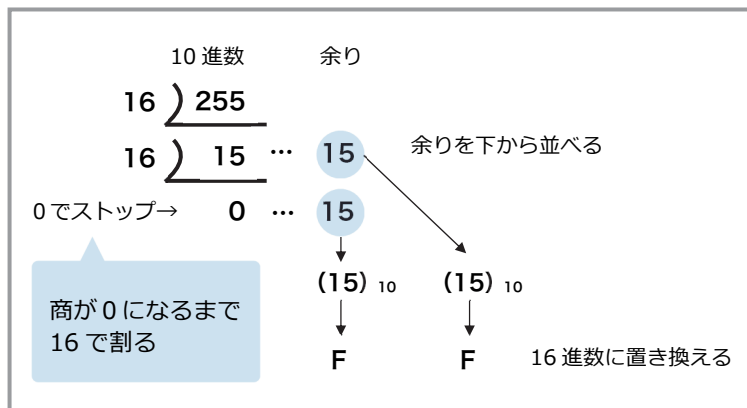 10 進数 余り
16 ) 255
16 ) 15 … 15 余りを下から並べる
0 でストップ→ 0 … 15
(15) 10 (15) 10
商が 0 になるまで
16 で割る
F F 16 進数に置き換える